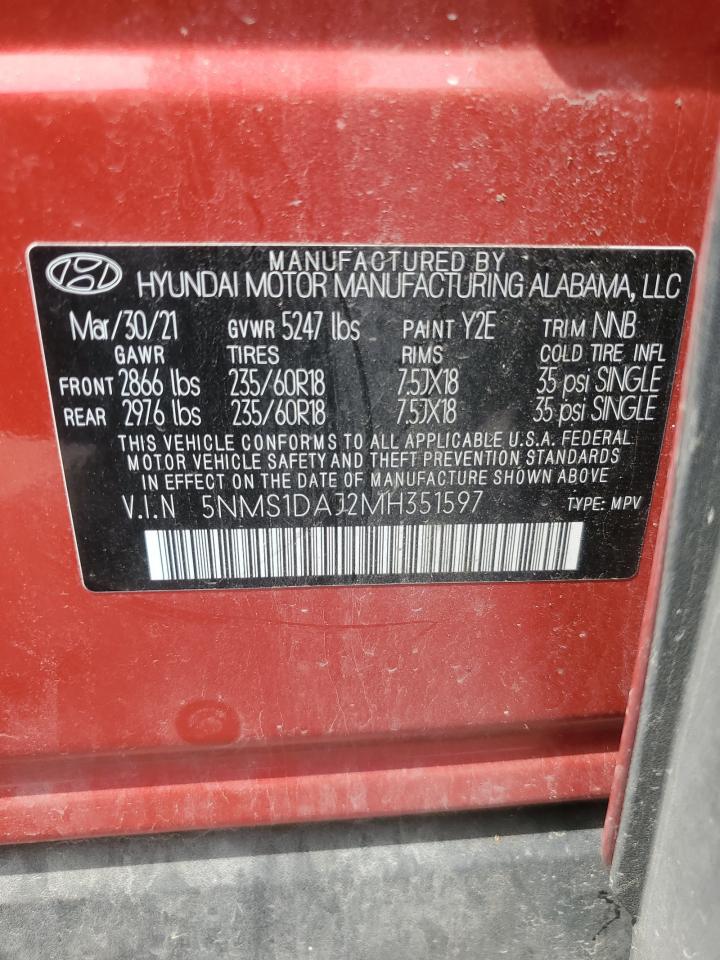 MANUFACTURED BY
HYUNDAI MOTOR MANUFACTURING ALABAMA, LLC
Mar/30/21 GVWR 5247 lbs PAINT Y2E TRIM NNB
GAWR TIRES RIMS COLD TIRE INFL
FRONT 2866 lbs 235/60R18 7.5JX18 35 psi SINGLE
REAR 2976 lbs 235/60R18 7.5JX18 35 psi SINGLE
THIS VEHICLE CONFORMS TO ALL APPLICABLE U.S.A. FEDERAL
MOTOR VEHICLE SAFETY AND THEFT PREVENTION STANDARDS
IN EFFECT ON THE DATE OF MANUFACTURE SHOWN ABOVE
V.I.N 5NMS1DAJ2MH351597 TYPE: MPV